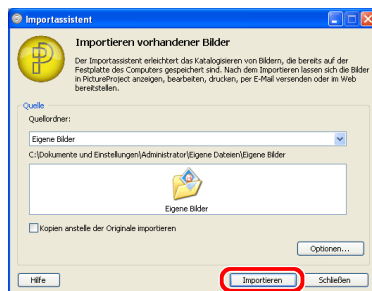 Importassistent
Importieren vorhandener Bilder
Der Importassistent erleichtert das Katalogisieren von Bildern, die bereits auf der
Festplatte des Computers gespeichert sind. Nach dem Importieren lassen sich die Bilder
in PictureProject anzeigen, bearbeiten, drucken, per E-Mail versenden oder im Web
bereitstellen.
Quelle
Quellordner:
Eigene Bilder
C:\Dokumente und Einstellungen\Administrator\Eigene Dateien\Eigene Bilder
Eigene Bilder
Kopien anstelle der Originale importieren
Optionen...
Hilfe
Importieren
Schließen